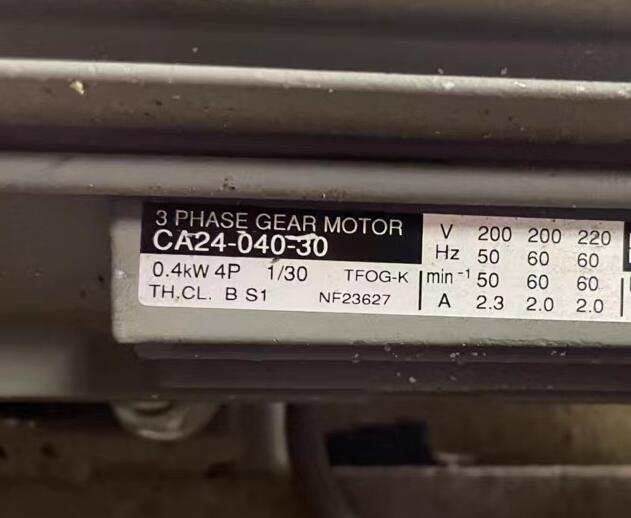 3 PHASE GEAR MOTOR
CA24-040-30
0.4kW 4P 1/30 TFOG-K
TH.CL. B S1 NF23627
V 200 200 220
Hz 50 60 60
min⁻¹ 50 60 60
A 2.3 2.0 2.0